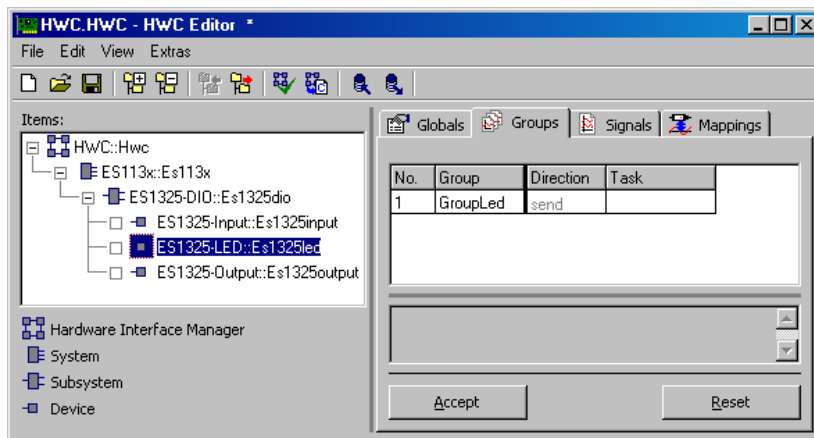 HWC.HWC - HWC Editor *
File Edit View Extras
Items:
HWC::Hwc
ES113x::Es113x
ES1325-DIO::Es1325dio
ES1325-Input::Es1325input
ES1325-LED::Es1325led
ES1325-Output::Es1325output
Hardware Interface Manager
System
Subsystem
Device
Globals Groups Signals Mappings
No. Group Direction Task
1 GroupLed send
Accept Reset